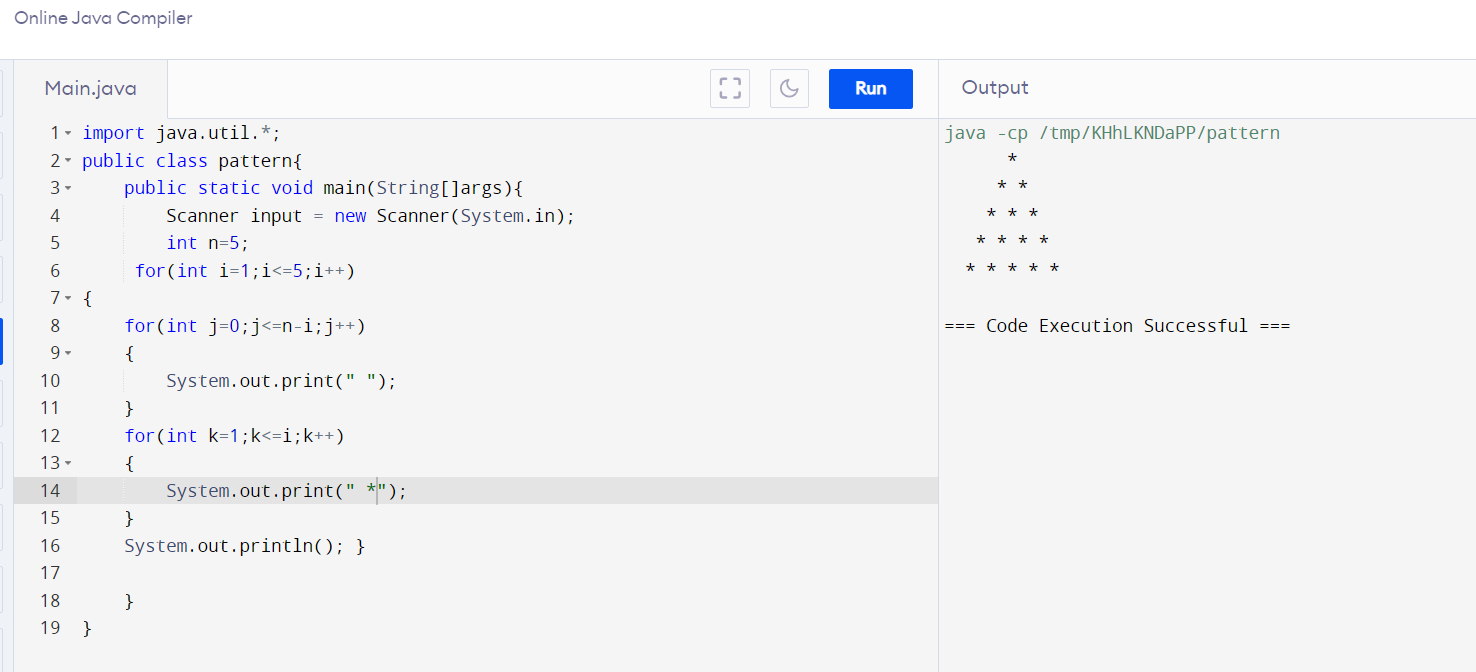 Online Java Compiler
Main.java
Run
Output
1 import java.util.*;
2 public class pattern{
3     public static void main(String[]args){
4         Scanner input = new Scanner(System.in);
5         int n=5;
6      for(int i=1;i<=5;i++)
7 {
8     for(int j=0;j<=n-i;j++)
9     {
10         System.out.print(" ");
11     }
12     for(int k=1;k<=i;k++)
13     {
14         System.out.print(" *");
15     }
16     System.out.println(); }
17
18     }
19 }
java -cp /tmp/KHhLKNDaPP/pattern
      *
     * *
    * * *
   * * * *
  * * * * *
=== Code Execution Successful ===